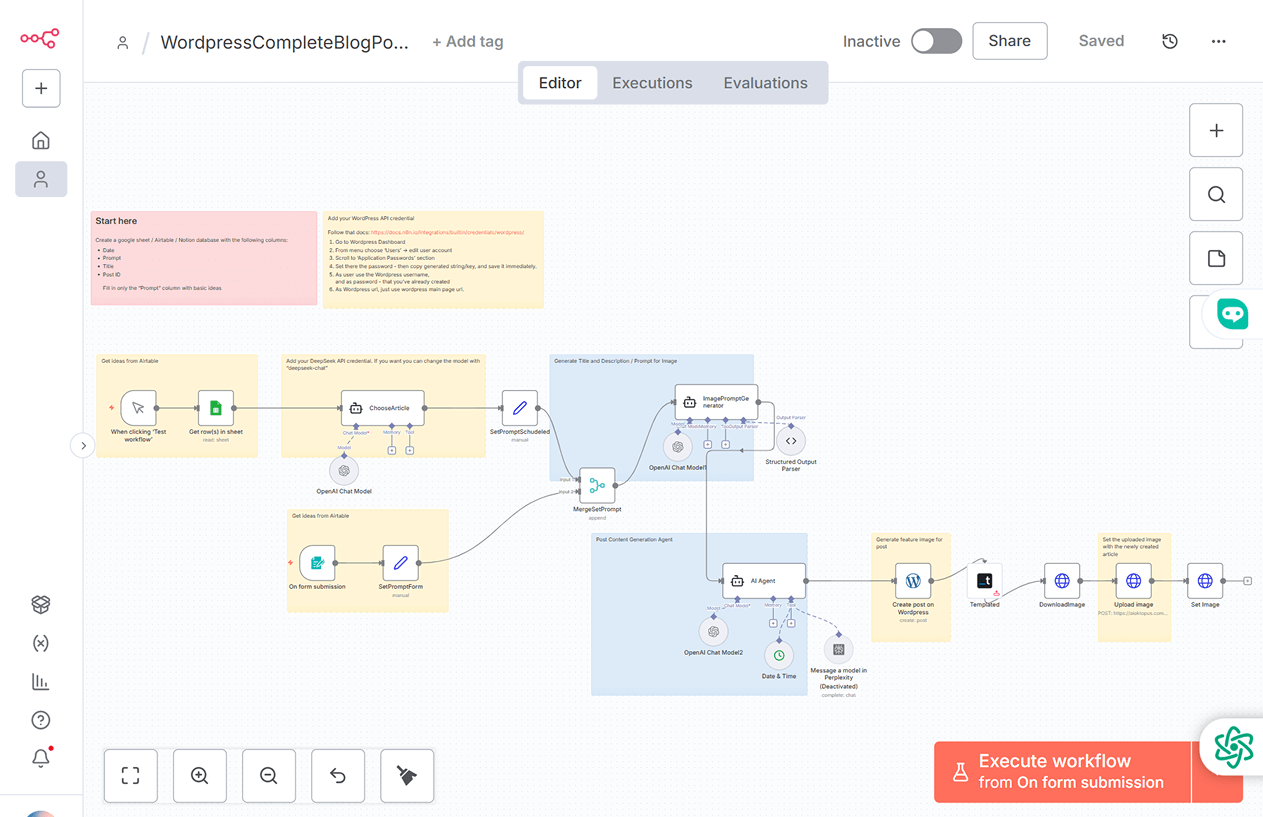 WordpressCompleteBlogPo...
+ Add tag
Inactive
Share
Saved
Editor
Executions
Evaluations
Start here
Create a google sheet / Airtable / Notion database with the following columns:
• Date
• Prompt
• Title
• Post ID
Fill in only the "Prompt" column with basic ideas
Add your WordPress API credential
Follow that docs: https://docs.n8n.io/integrations/builtin/credentials/wordpress/
1. Go to Wordpress Dashboard
2. From menu choose 'Users' → edit user account
3. Scroll to 'Application Passwords' section
4. Set there the password - then copy generated string/key, and save it immediately.
5. As user use the Wordpress username,
and as password - that you've already created
6. As Wordpress url, just use wordpress main page url.
Get ideas from Airtable
When clicking 'Test
workflow'
Get row(s) in sheet
read: sheet
Add your DeepSeek API credential. If you want you can change the model with
"deepseek-chat"
ChooseArticle
Chat Model*
Memory
Tool
Model
OpenAI Chat Model
SetPromptSchudeled
manual
Generate Title and Description / Prompt for Image
ImagePromptGe
nerator
Model
Output Parser
Output Parser
OpenAI Chat Model1
Structured Output
Parser
Input 1
Input 2
MergeSetPrompt
append
Get ideas from Airtable
On form submission
SetPromptForm
manual
Post Content Generation Agent
AI Agent
Chat Model*
Memory
Tool
Model
OpenAI Chat Model2
Date & Time
Message a model in
Perplexity
(Deactivated)
complete: chat
Generate feature image for
post
Create post on
Wordpress
create: post
t
Templated
DownloadImage
Set the uploaded image
with the newly created
article
Upload image
Set Image
Execute workflow
from On form submission